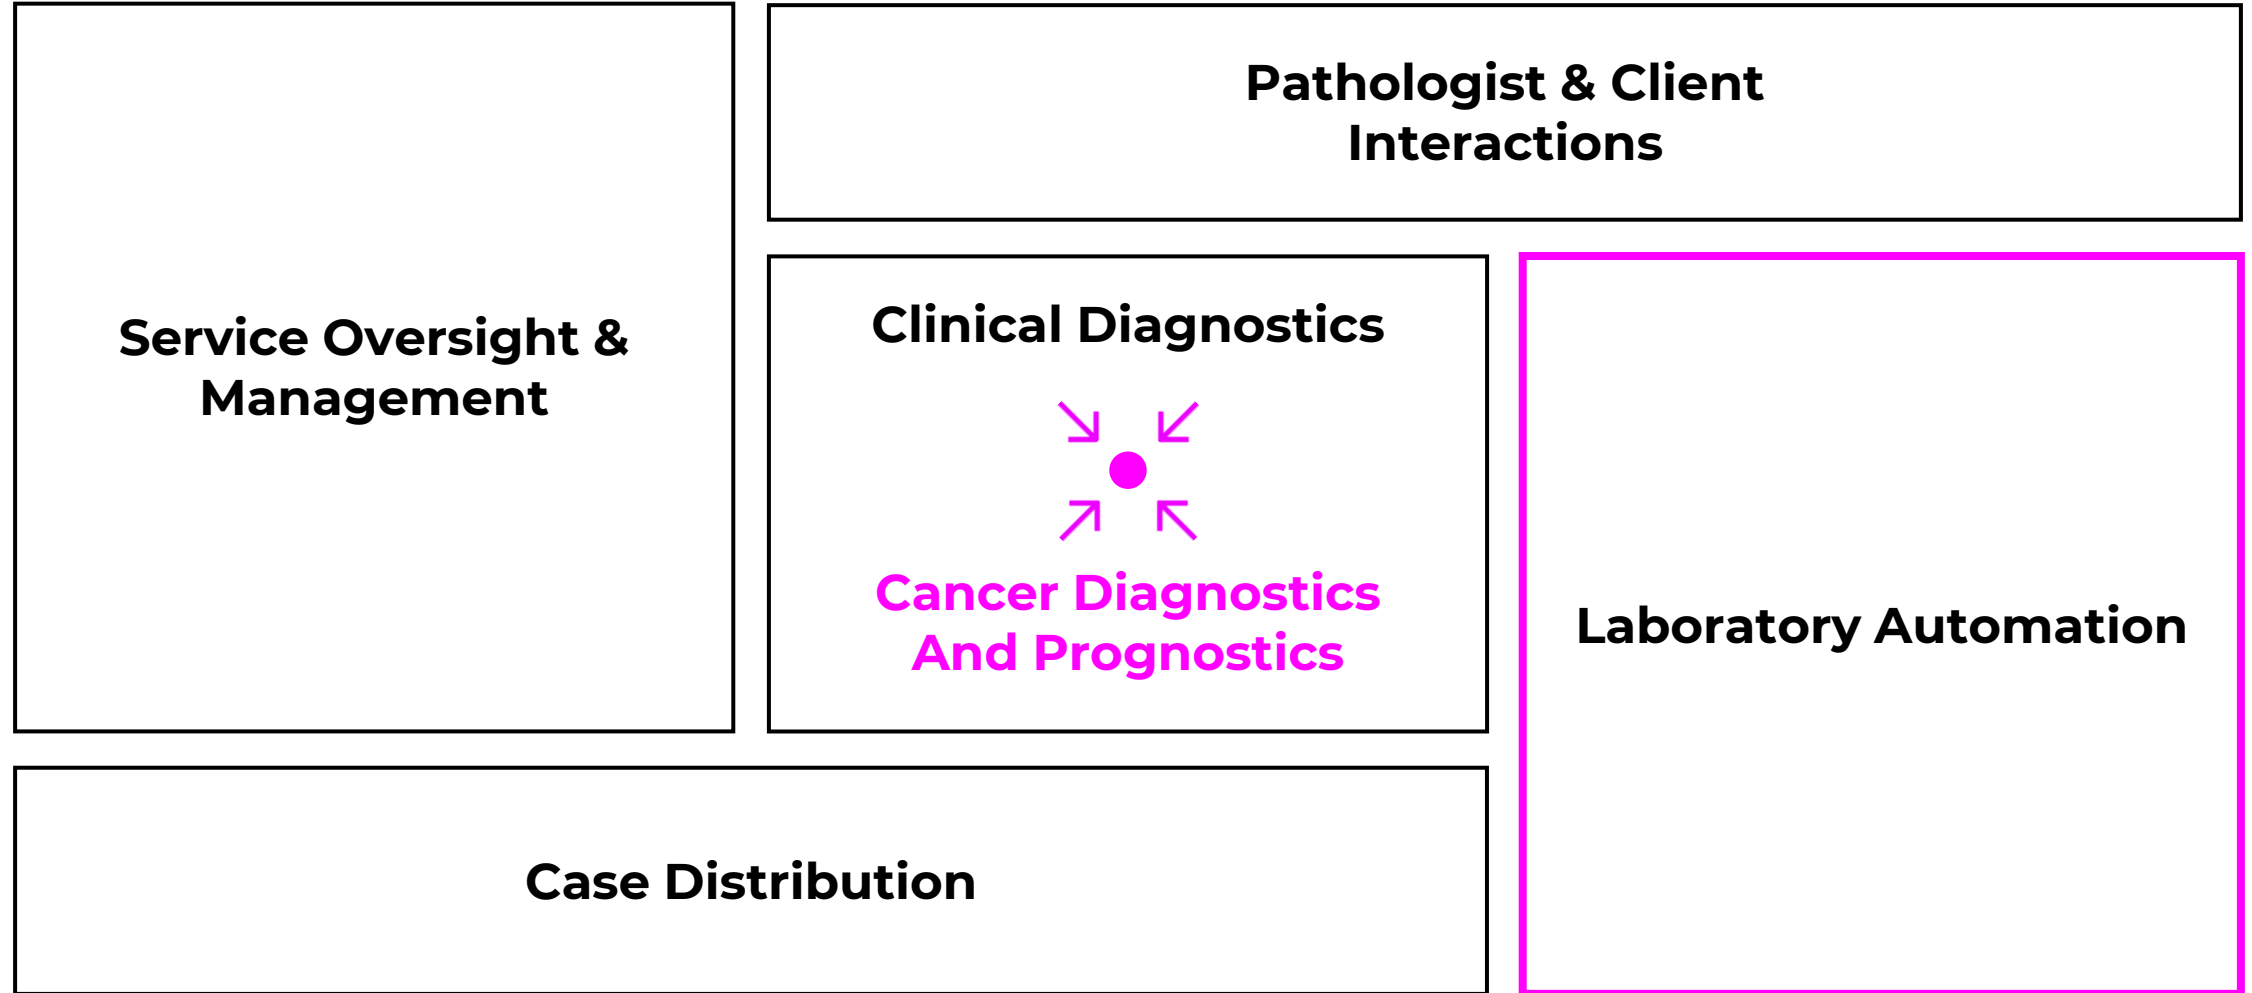 Pathologist & Client
Interactions
Service Oversight &
Management
Clinical Diagnostics
Cancer Diagnostics
And Prognostics
Laboratory Automation
Case Distribution